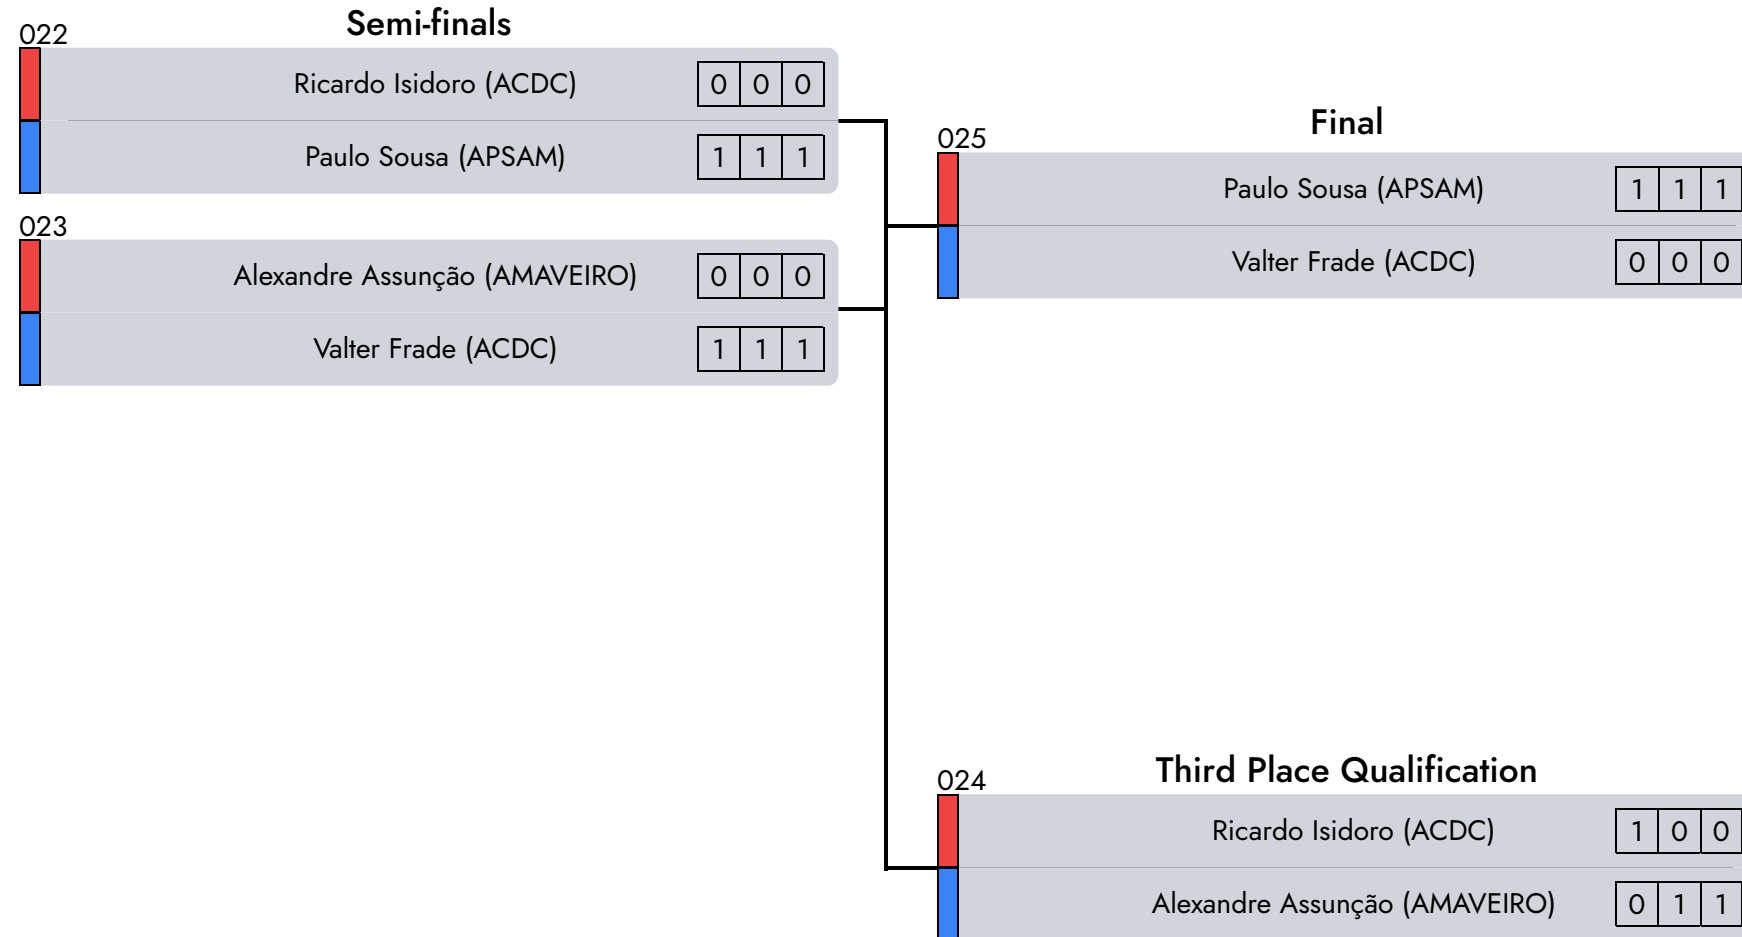 Semi-finals
022
Ricardo Isidoro (ACDC) 0 0 0
Paulo Sousa (APSAM) 1 1 1
023
Alexandre Assunção (AMAVEIRO) 0 0 0
Valter Frade (ACDC) 1 1 1
Final
025
Paulo Sousa (APSAM) 1 1 1
Valter Frade (ACDC) 0 0 0
Third Place Qualification
024
Ricardo Isidoro (ACDC) 1 0 0
Alexandre Assunção (AMAVEIRO) 0 1 1